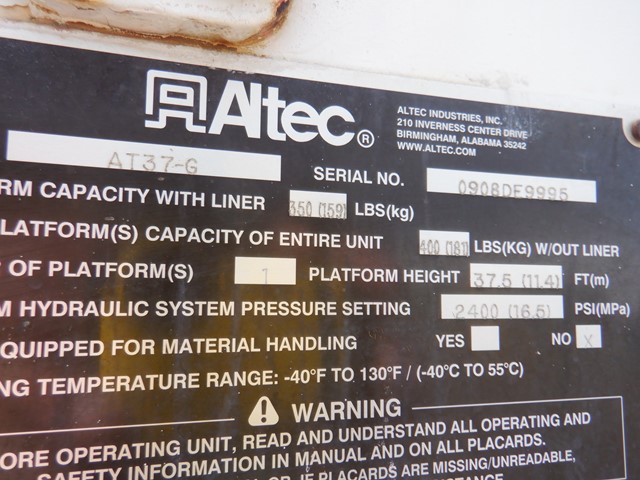 Altec®
ALTEC INDUSTRIES, INC.
210 INVERNESS CENTER DRIVE
BIRMINGHAM, ALABAMA 35242
WWW.ALTEC.COM
AT37-G
SERIAL NO. 0908DF9995
RM CAPACITY WITH LINER 350 (159) LBS(kg)
LATFORM(S) CAPACITY OF ENTIRE UNIT 400 (181) LBS(KG) W/OUT LINER
OF PLATFORM(S) 1 PLATFORM HEIGHT 37.5 (11.4) FT(m)
M HYDRAULIC SYSTEM PRESSURE SETTING 2400 (16.5) PSI(MPa)
QUIPPED FOR MATERIAL HANDLING YES NO X
NG TEMPERATURE RANGE: -40°F TO 130°F / (-40°C TO 55°C)
WARNING
ORE OPERATING UNIT, READ AND UNDERSTAND ALL OPERATING AND
SAFETY INFORMATION IN MANUAL AND ON ALL PLACARDS.
IF PLACARDS ARE MISSING/UNREADABLE,